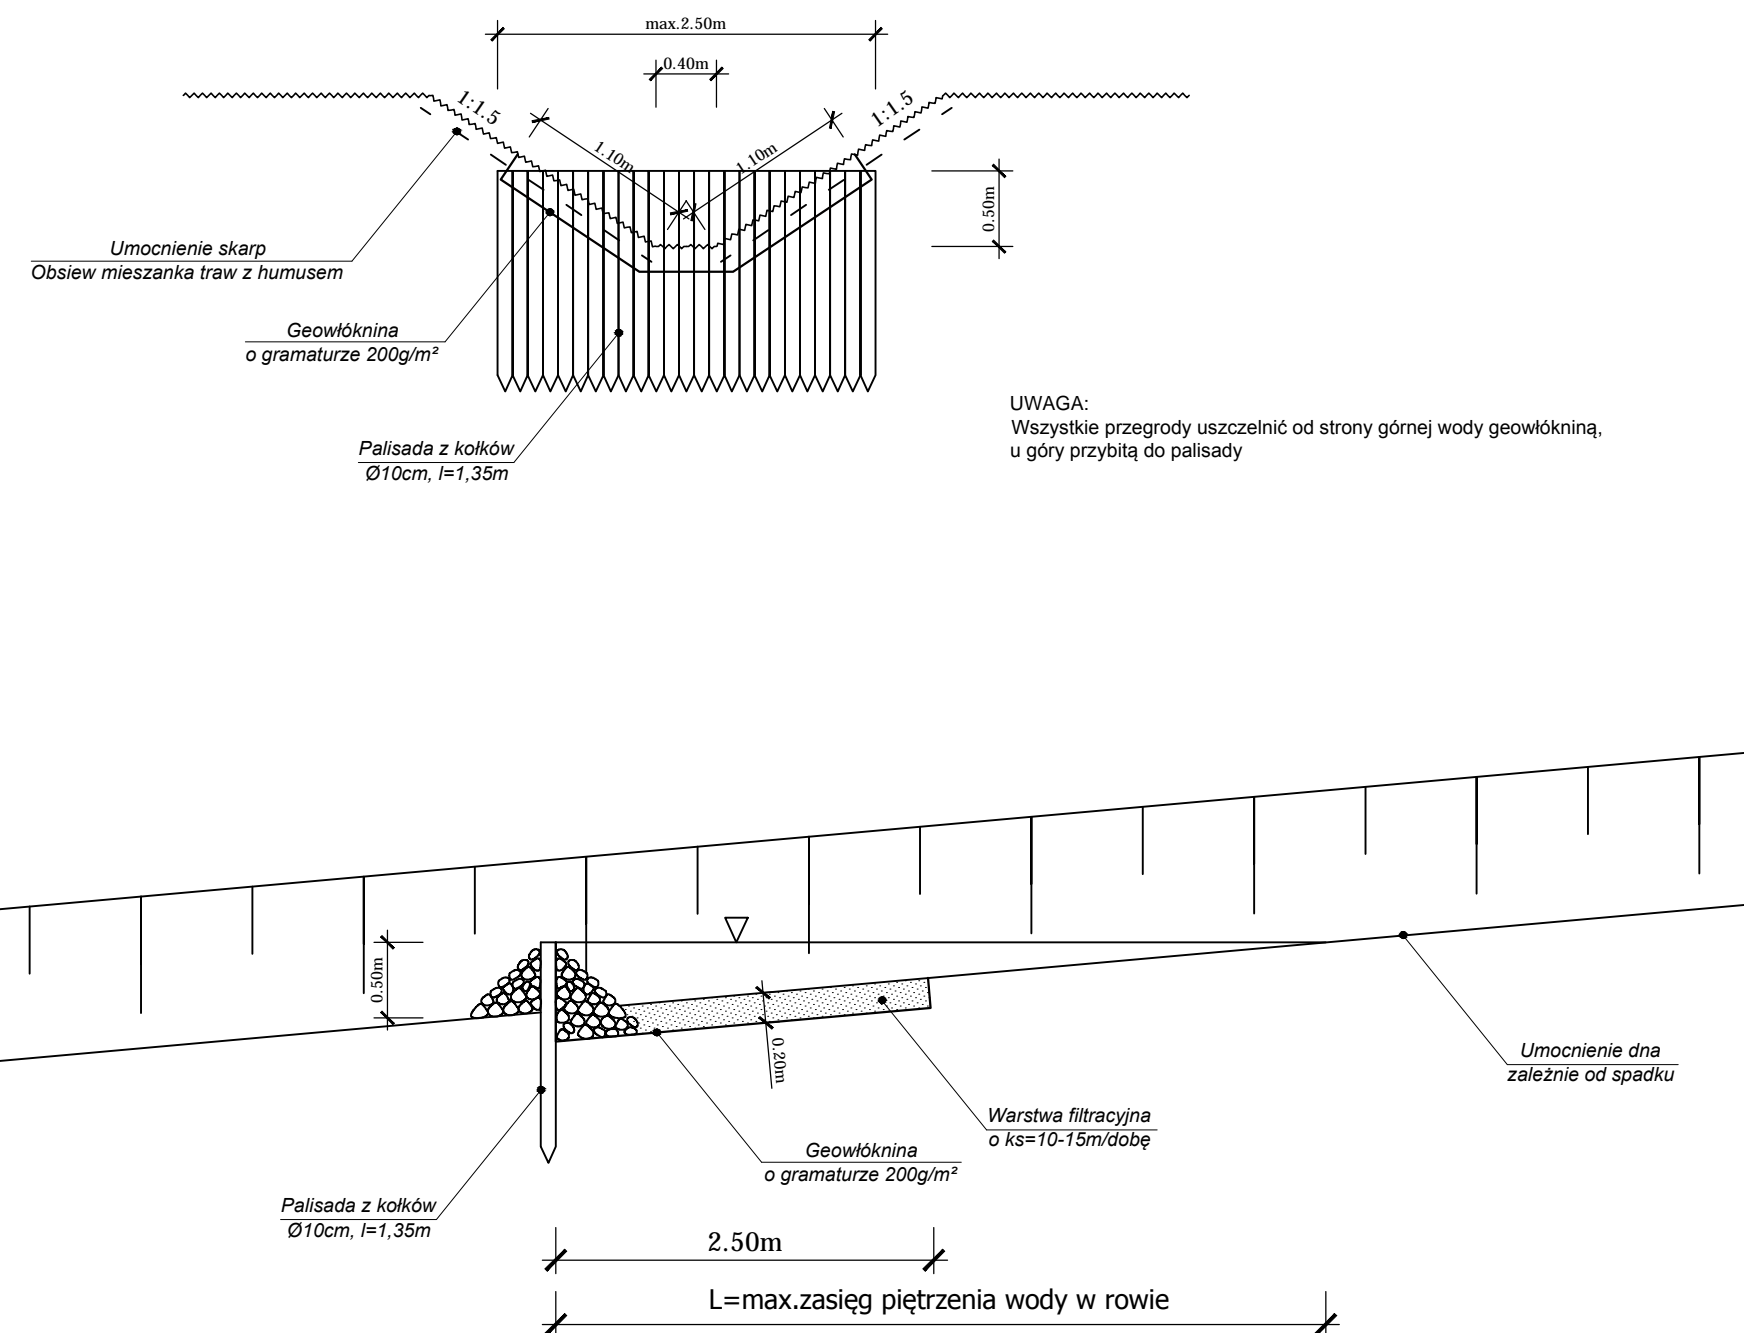 max.2.50m
0.40m
1:1.5
1:1.5
1.10m
1.10m
0.50m
Umocnienie skarp
Obsiew mieszanka traw z humusem
Geowłóknina
o gramaturze 200g/m²
Palisada z kołków
Ø10cm, l=1,35m
UWAGA:
Wszystkie przegrody uszczelnić od strony górnej wody geowłókniną,
u góry przybitą do palisady
0.50m
0.20m
Umocnienie dna
zależnie od spadku
Warstwa filtracyjna
o ks=10-15m/dobę
Geowłóknina
o gramaturze 200g/m²
Palisada z kołków
Ø10cm, l=1,35m
2.50m
L=max.zasięg piętrzenia wody w rowie